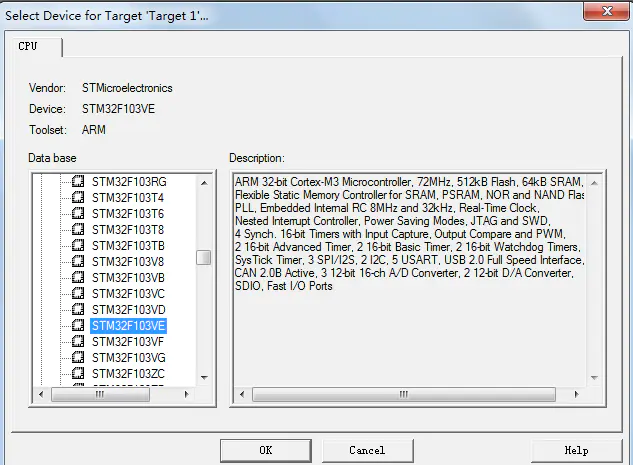 Select Device for Target 'Target 1'...
CPU
Vendor: STMicroelectronics
Device: STM32F103VE
Toolset: ARM
Data base
Description:
STM32F103RG
STM32F103T4
STM32F103T6
STM32F103T8
STM32F103TB
STM32F103V8
STM32F103VB
STM32F103VC
STM32F103VD
STM32F103VE
STM32F103VF
STM32F103VG
STM32F103ZC
ARM 32-bit Cortex-M3 Microcontroller, 72MHz, 512kB Flash, 64kB SRAM,
Flexible Static Memory Controller for SRAM, PSRAM, NOR and NAND Flas
PLL, Embedded Internal RC 8MHz and 32kHz, Real-Time Clock,
Nested Interrupt Controller, Power Saving Modes, JTAG and SWD,
4 Synch. 16-bit Timers with Input Capture, Output Compare and PWM,
2 16-bit Advanced Timer, 2 16-bit Basic Timer, 2 16-bit Watchdog Timers,
SysTick Timer, 3 SPI/I2S, 2 I2C, 5 USART, USB 2.0 Full Speed Interface,
CAN 2.0B Active, 3 12-bit 16-ch A/D Converter, 2 12-bit D/A Converter,
SDIO, Fast I/O Ports
OK
Cancel
Help